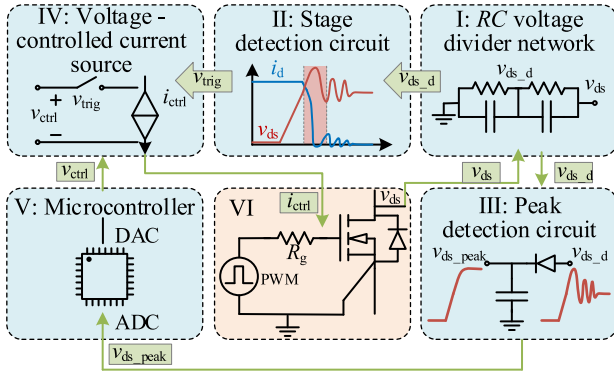 IV: Voltage-
controlled current
source
v_trig
v_ctrl
+
−
i_ctrl
v_trig
II: Stage
detection circuit
i_d
v_ds
v_ds_d
I: RC voltage
divider network
v_ds_d
v_ds
v_ctrl
i_ctrl
v_ds
v_ds
v_ds_d
V: Microcontroller
DAC
ADC
VI
R_g
PWM
III: Peak
detection circuit
v_ds_peak
v_ds_d
v_ds_peak